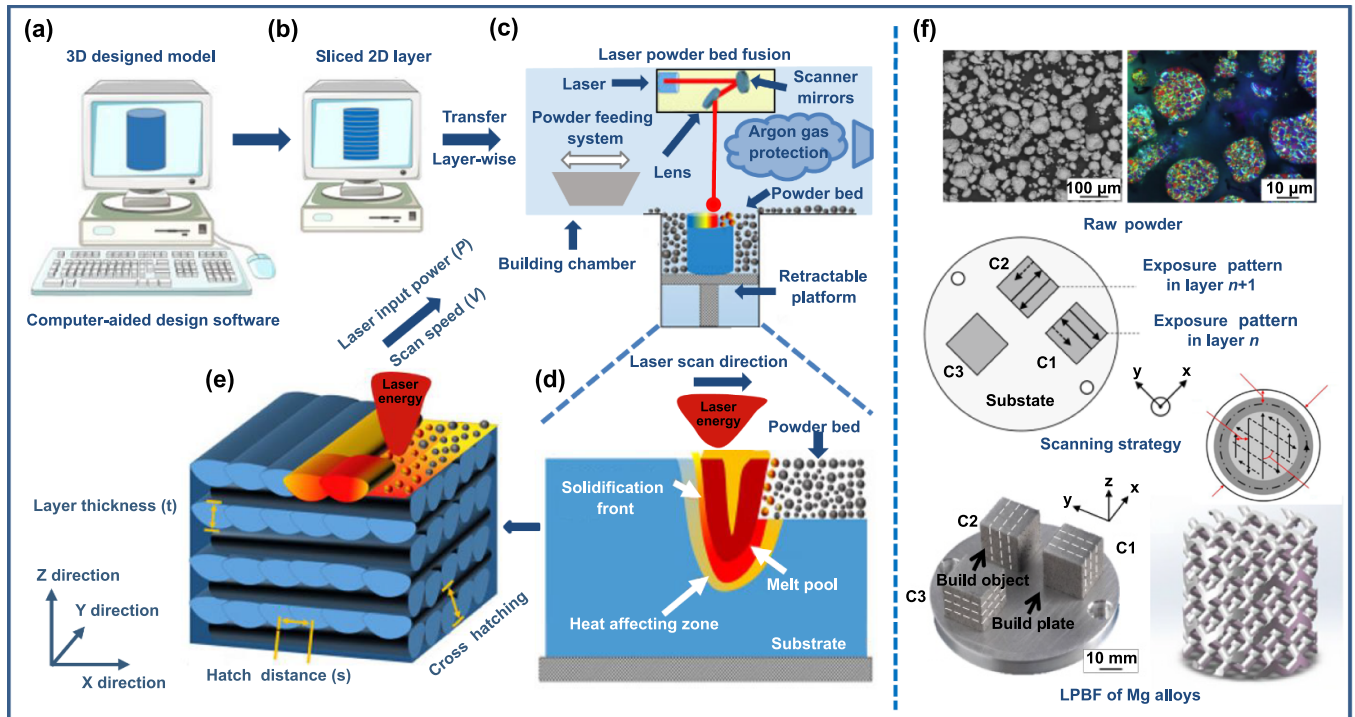 (a)
3D designed model
Computer-aided design software
(b)
Sliced 2D layer
Transfer
Layer-wise
(c)
Laser powder bed fusion
Laser
Scanner
mirrors
Powder feeding
system
Lens
Argon gas
protection
Powder bed
Building chamber
Retractable
platform
Laser input power (P)
Scan speed (V)
(e)
Laser
energy
Layer thickness (t)
Z direction
Y direction
X direction
Hatch distance (s)
Cross hatching
Laser scan direction
(d)
Laser
energy
Powder bed
Solidification
front
Melt pool
Heat affecting zone
Substrate
(f)
100 μm
10 μm
Raw powder
C2
Exposure pattern
in layer n+1
Exposure pattern
in layer n
C3
C1
Substate
y
x
Scanning strategy
z
y
x
C2
C1
Build object
C3
Build plate
10 mm
LPBF of Mg alloys